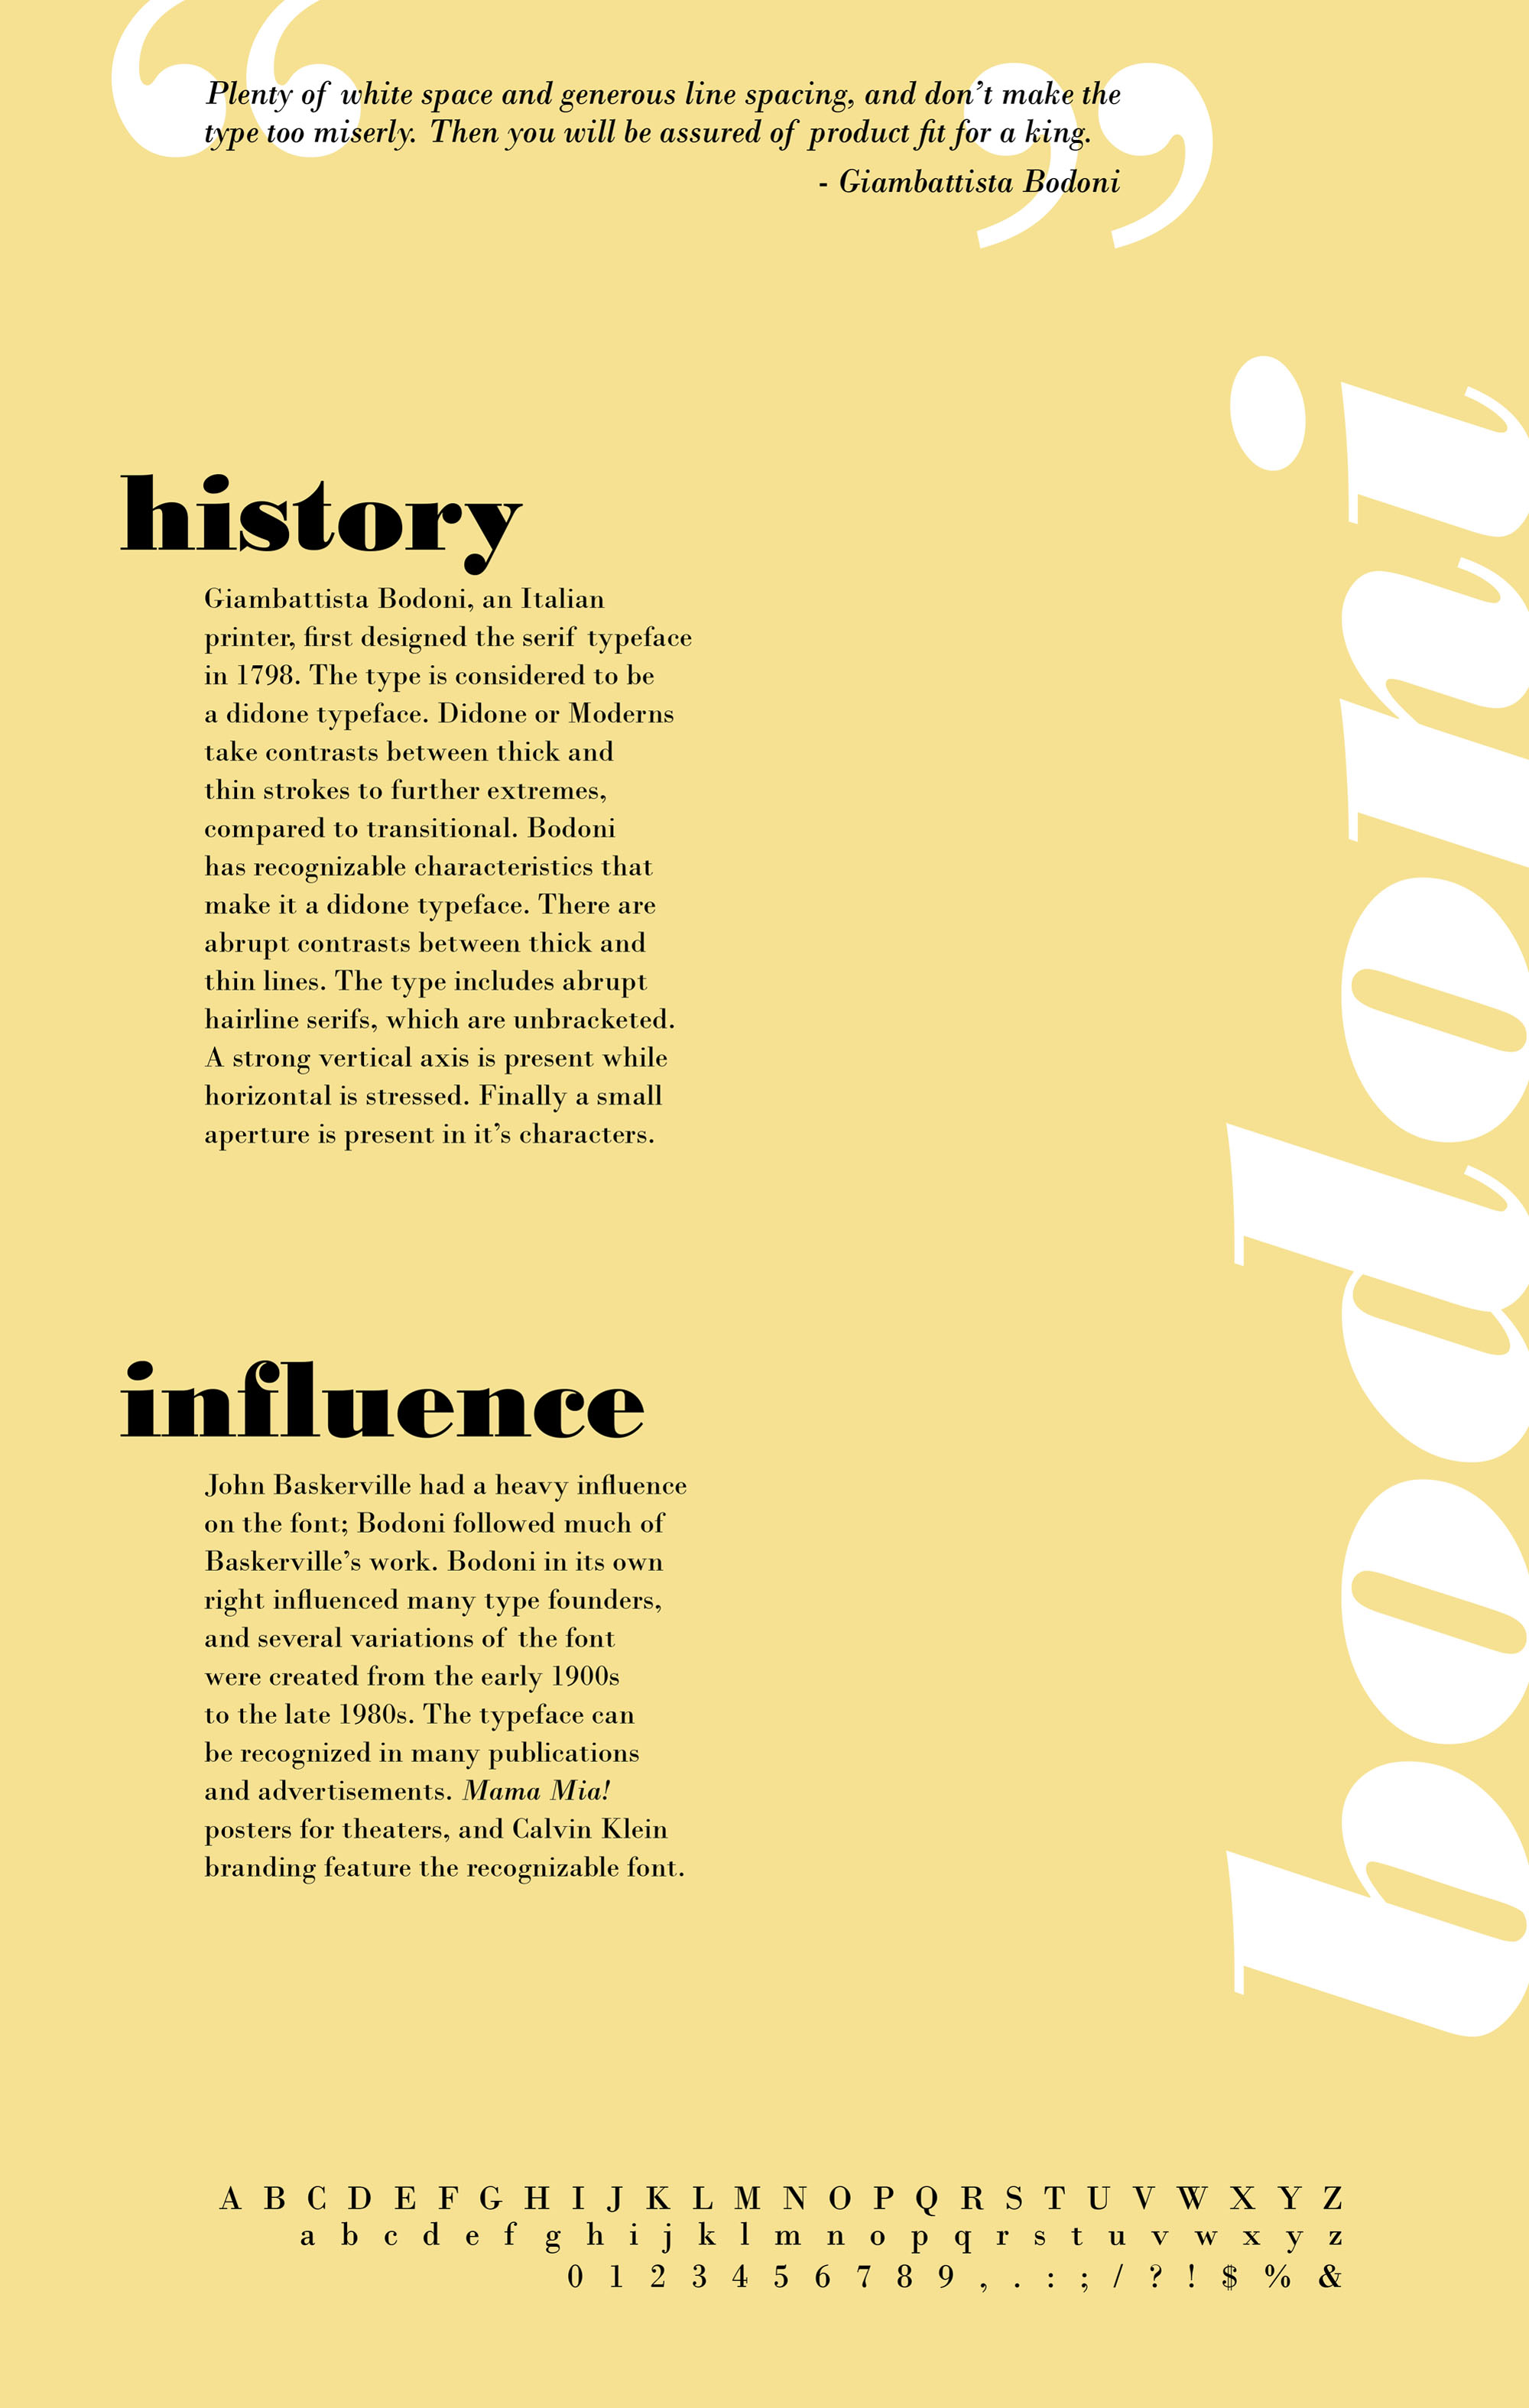 “
Plenty of white space and generous line spacing, and don’t make the
type too miserly. Then you will be assured of product fit for a king.
- Giambattista Bodoni
”
history
Giambattista Bodoni, an Italian
printer, first designed the serif typeface
in 1798. The type is considered to be
a didone typeface. Didone or Moderns
take contrasts between thick and
thin strokes to further extremes,
compared to transitional. Bodoni
has recognizable characteristics that
make it a didone typeface. There are
abrupt contrasts between thick and
thin lines. The type includes abrupt
hairline serifs, which are unbracketed.
A strong vertical axis is present while
horizontal is stressed. Finally a small
aperture is present in it’s characters.
influence
John Baskerville had a heavy influence
on the font; Bodoni followed much of
Baskerville’s work. Bodoni in its own
right influenced many type founders,
and several variations of the font
were created from the early 1900s
to the late 1980s. The typeface can
be recognized in many publications
and advertisements. Mama Mia!
posters for theaters, and Calvin Klein
branding feature the recognizable font.
bodoni
A B C D E F G H I J K L M N O P Q R S T U V W X Y Z
a b c d e f g h i j k l m n o p q r s t u v w x y z
0 1 2 3 4 5 6 7 8 9 , . : ; / ? ! $ % &